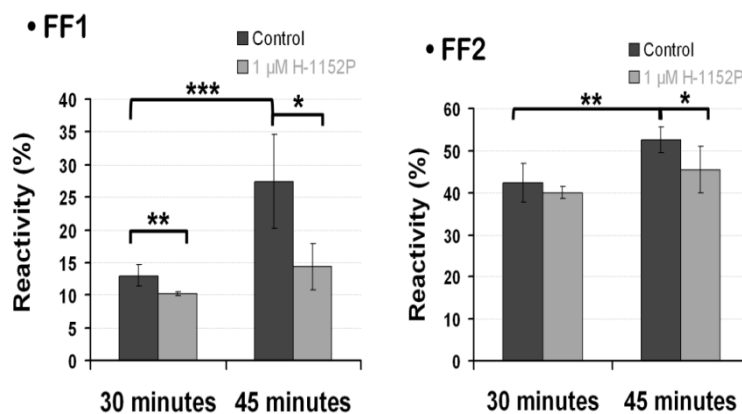 • FF1
Control
1 µM H-1152P
***
*
**
Reactivity (%)
40
35
30
25
20
15
10
5
0
30 minutes 45 minutes
• FF2
Control
1 µM H-1152P
**
*
Reactivity (%)
60
50
40
30
20
10
0
30 minutes 45 minutes